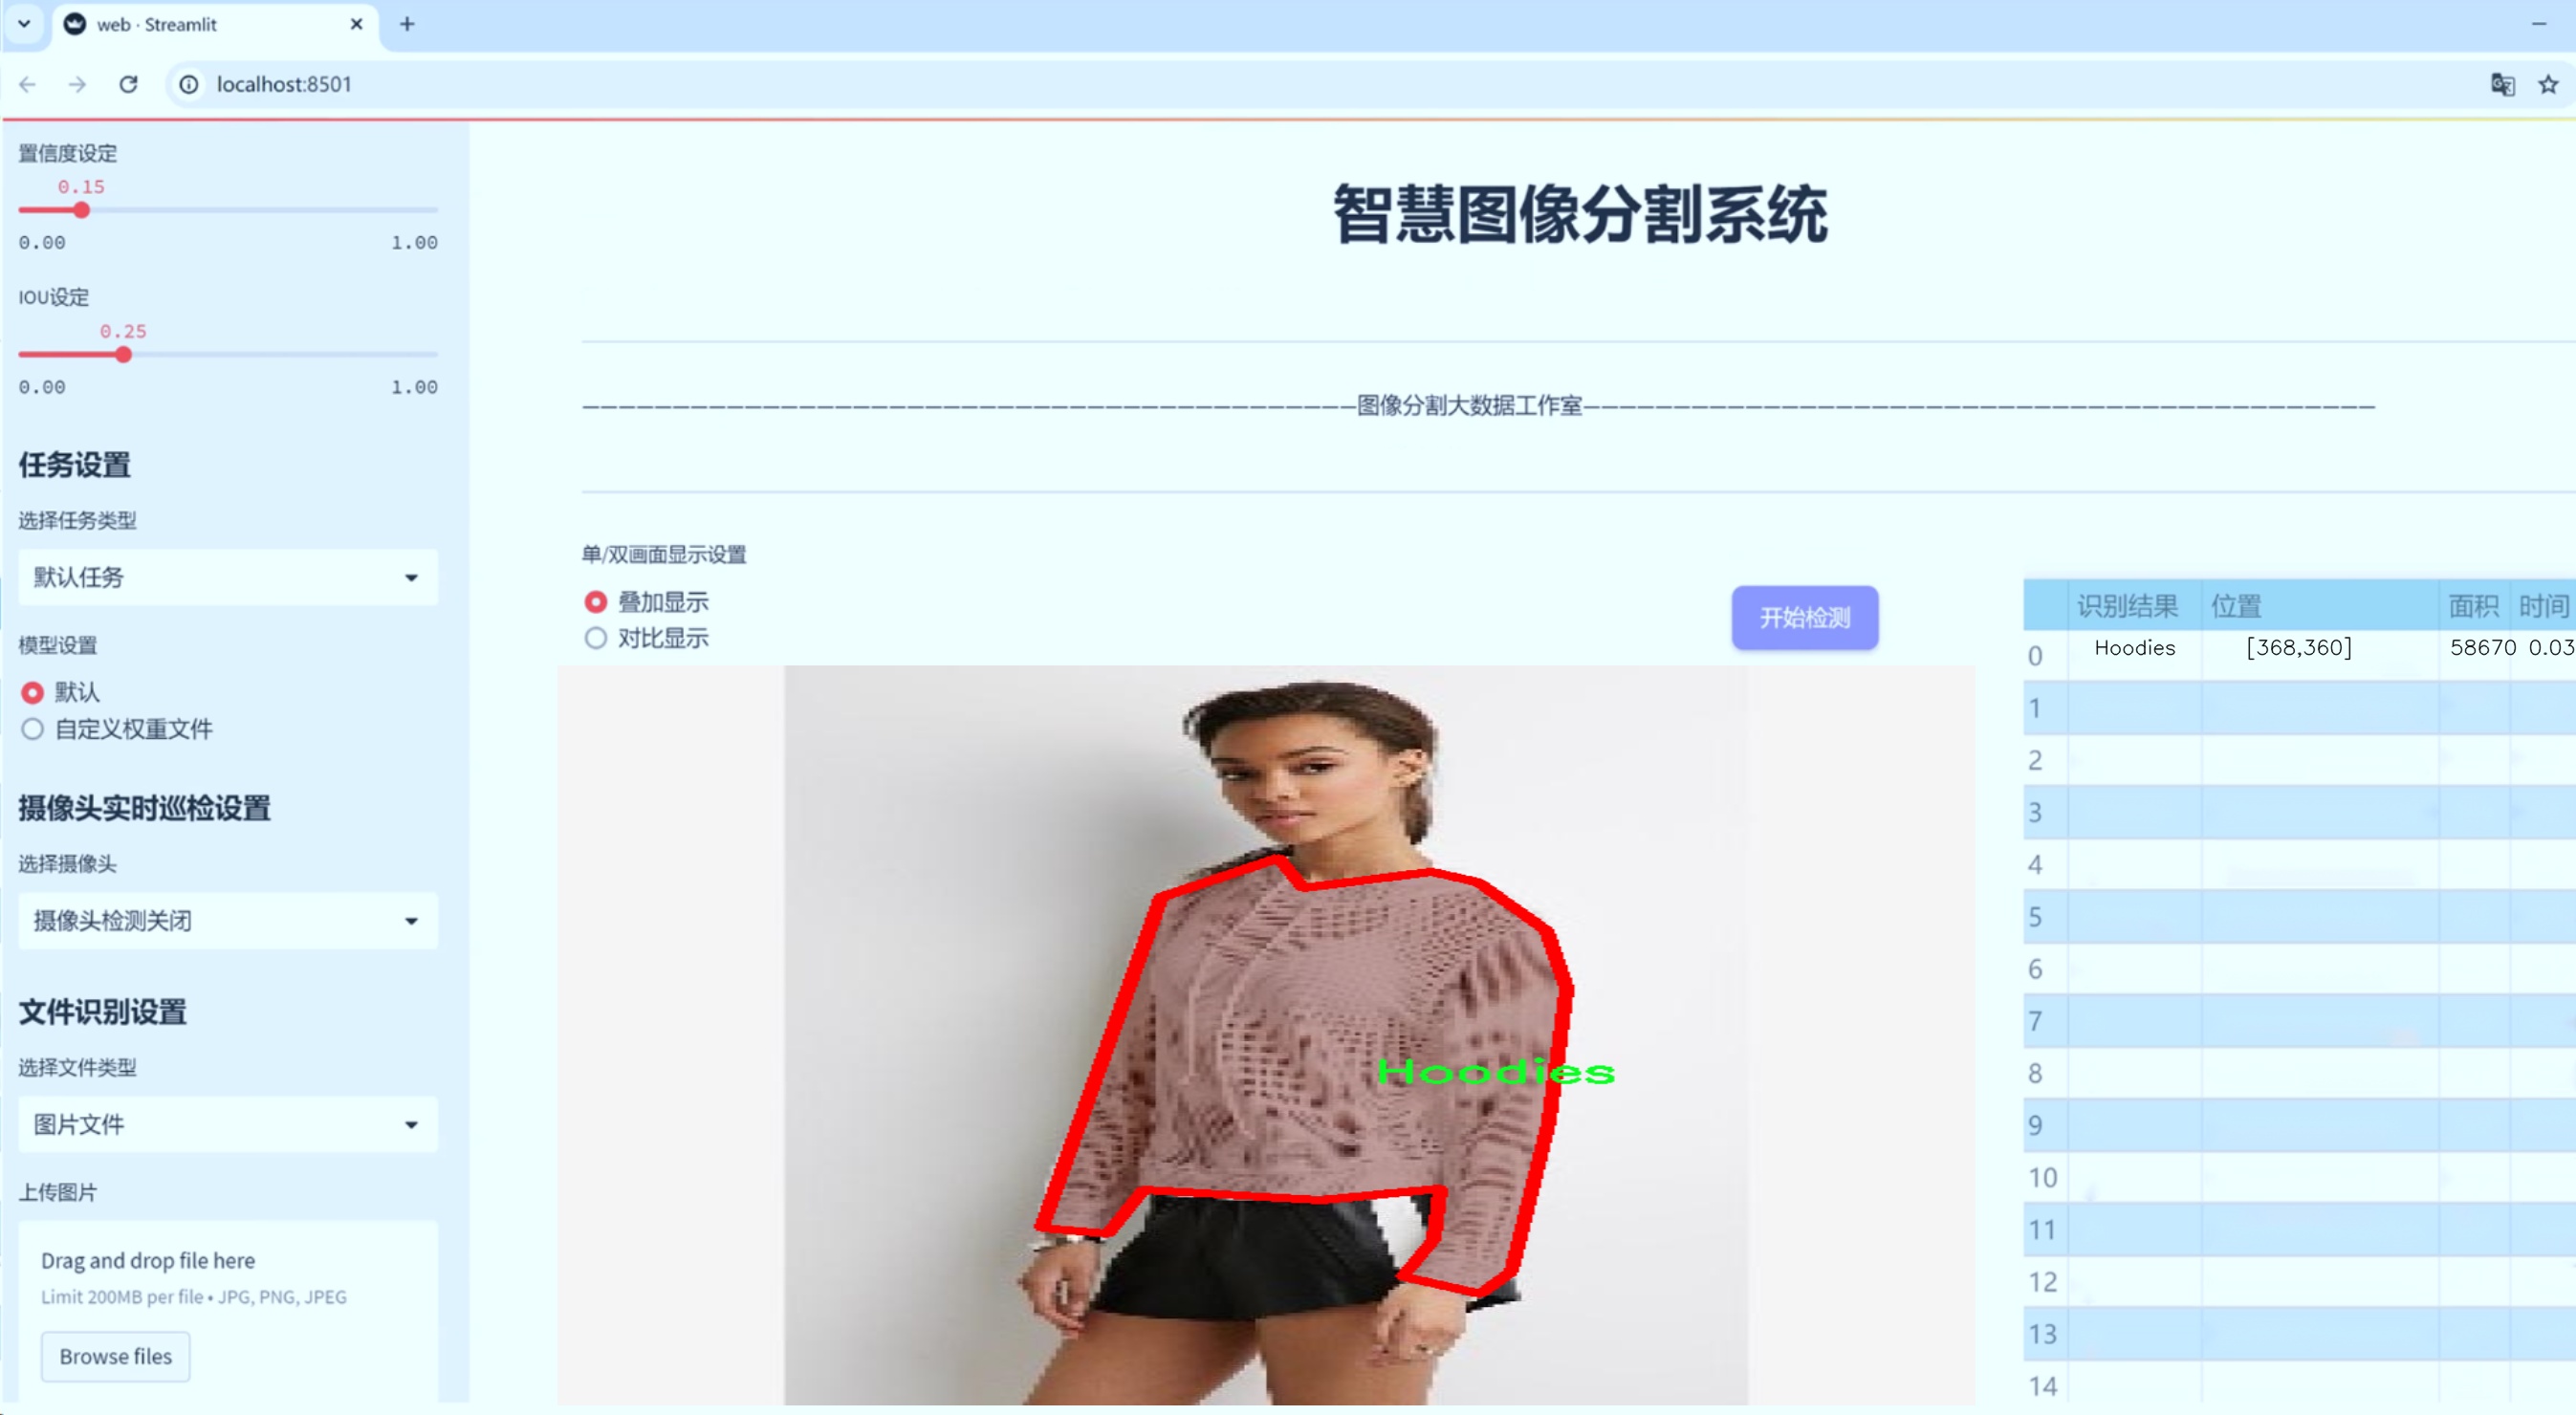 web · Streamlit
localhost:8501
置信度设定
0.15
0.00 1.00
IOU设定
0.25
0.00 1.00
任务设置
选择任务类型
默认任务
模型设置
默认
自定义权重文件
摄像头实时巡检设置
选择摄像头
摄像头检测关闭
文件识别设置
选择文件类型
图片文件
上传图片
Drag and drop file here
Limit 200MB per file • JPG, PNG, JPEG
Browse files
智慧图像分割系统
图像分割大数据工作室
单/双画面显示设置
叠加显示
对比显示
开始检测
Hoodies
识别结果 位置 面积 时间
0 Hoodies [368,360] 58670 0.03
1
2
3
4
5
6
7
8
9
10
11
12
13
14